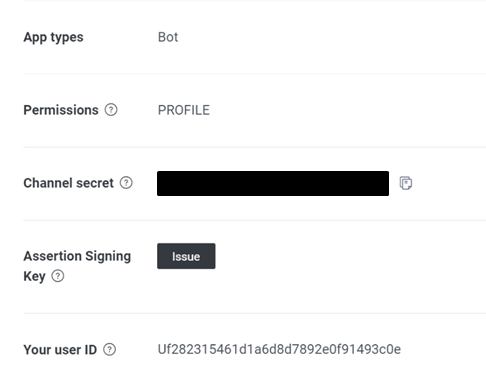 App types Bot
Permissions ? PROFILE
Channel secret ?
Assertion Signing Issue
Key ?
Your user ID ? Uf282315461d1a6d8d7892e0f91493c0e